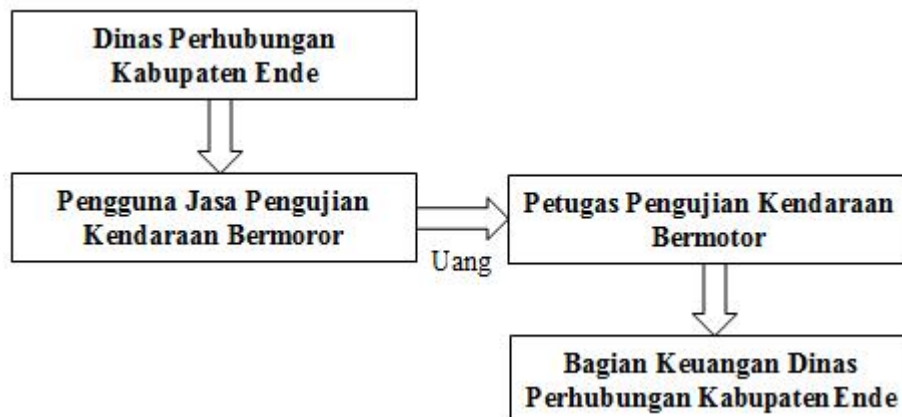 Dinas Perhubungan
Kabupaten Ende
Pengguna Jasa Pengujian
Kendaraan Bermoror
Uang
Petugas Pengujian Kendaraan
Bermotor
Bagian Keuangan Dinas
Perhubungan Kabupaten Ende